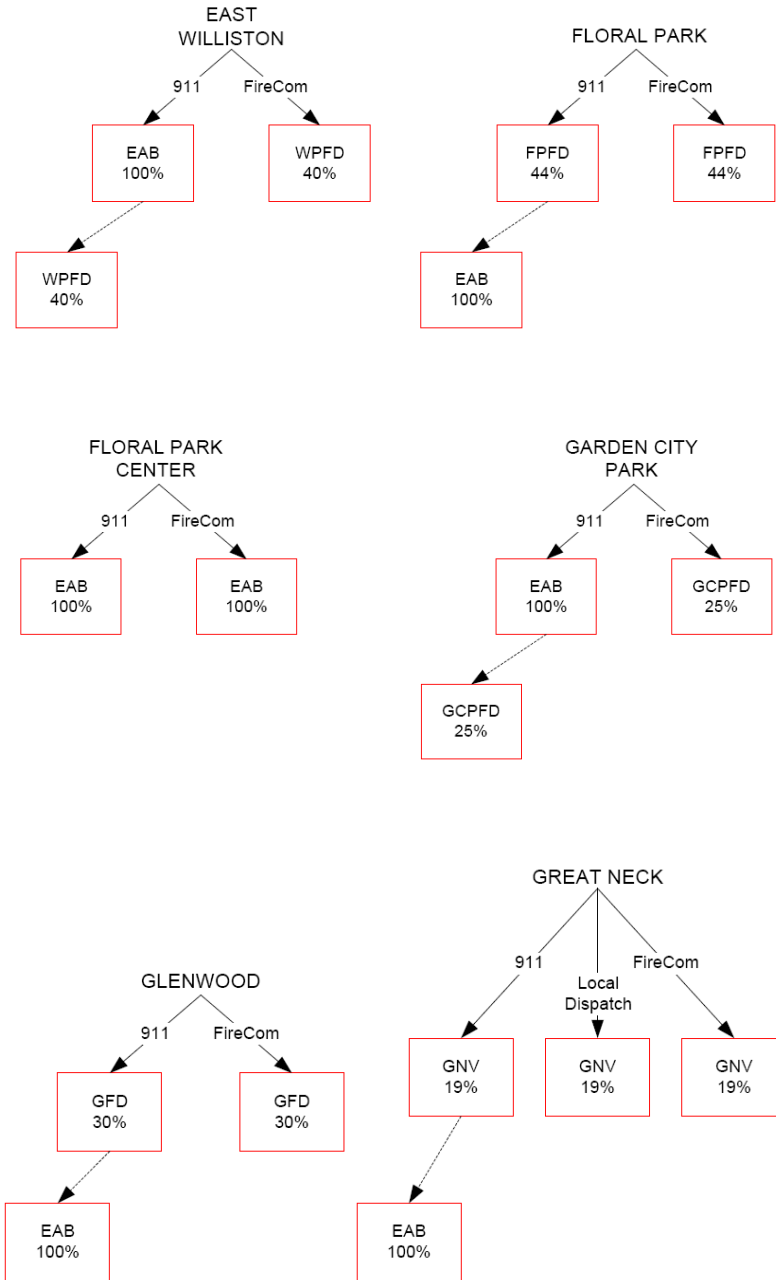 EAST
WILLISTON
911
FireCom
EAB
100%
WPFD
40%
WPFD
40%
FLORAL PARK
911
FireCom
FPFD
44%
FPFD
44%
EAB
100%
FLORAL PARK
CENTER
911
FireCom
EAB
100%
EAB
100%
GARDEN CITY
PARK
911
FireCom
EAB
100%
GCPFD
25%
GCPFD
25%
GLENWOOD
911
FireCom
GFD
30%
GFD
30%
EAB
100%
GREAT NECK
911
Local
Dispatch
FireCom
GNV
19%
GNV
19%
GNV
19%
EAB
100%